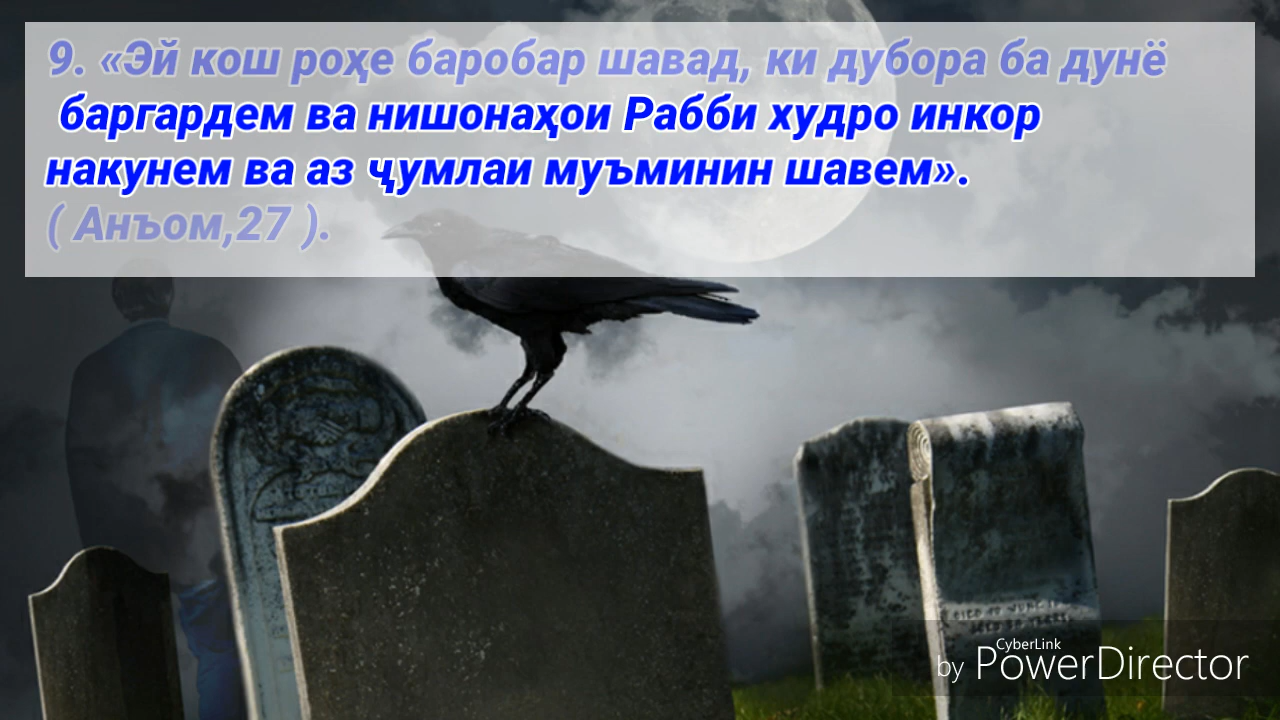 9. «Эй кош роҳе баробар шавад, ки дубора ба дунё
баргардем ва нишонаҳои Рабби худро инкор
накунем ва аз ҷумлаи муъминин шавем».
( Анъом,27 ).
CyberLink
by PowerDirector